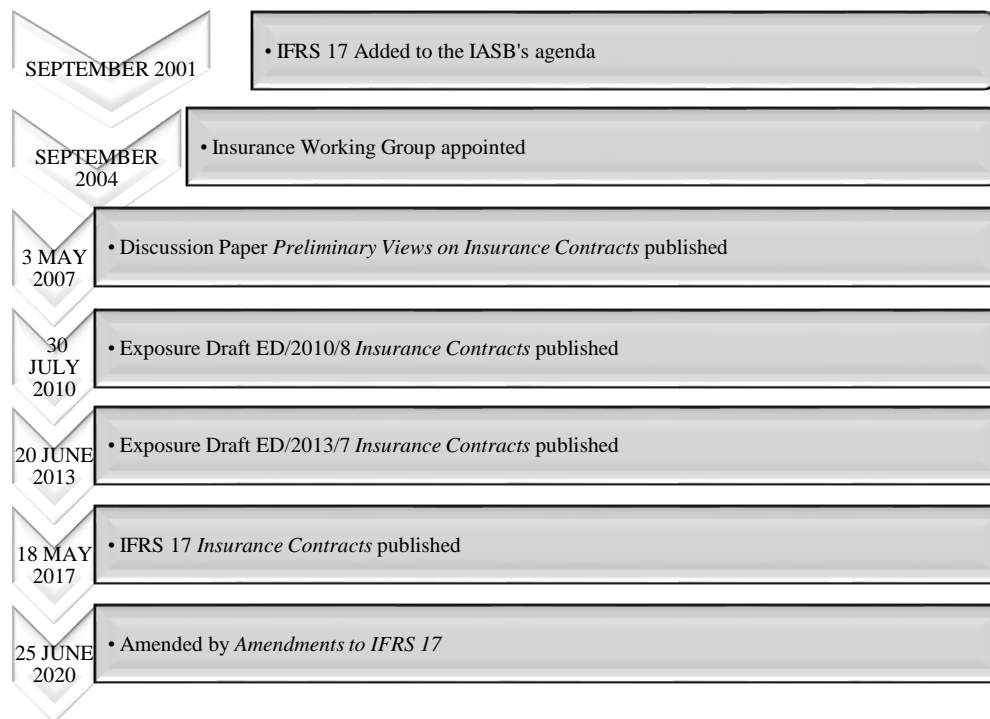 SEPTEMBER 2001
• IFRS 17 Added to the IASB's agenda
SEPTEMBER
2004
• Insurance Working Group appointed
3 MAY
2007
• Discussion Paper Preliminary Views on Insurance Contracts published
30
JULY
2010
• Exposure Draft ED/2010/8 Insurance Contracts published
20 JUNE
2013
• Exposure Draft ED/2013/7 Insurance Contracts published
18 MAY
2017
• IFRS 17 Insurance Contracts published
25 JUNE
2020
• Amended by Amendments to IFRS 17